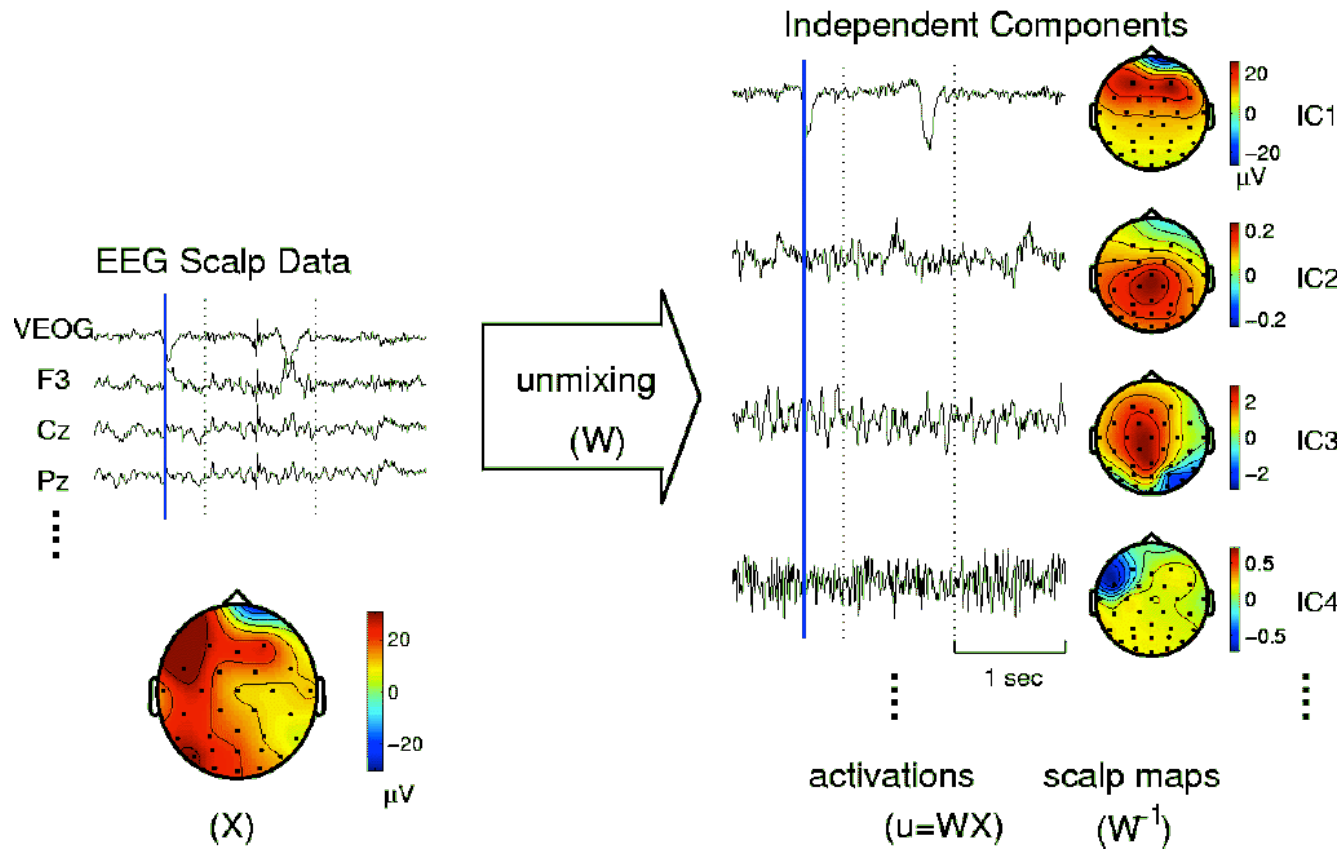 Independent Components
20
0
−20
μV
IC1
0.2
0
−0.2
IC2
EEG Scalp Data
VEOG
F3
Cz
Pz
unmixing
(W)
2
0
−2
IC3
0.5
0
−0.5
IC4
1 sec
20
0
−20
μV
(X)
activations
(u=WX)
scalp maps
(W⁻¹)